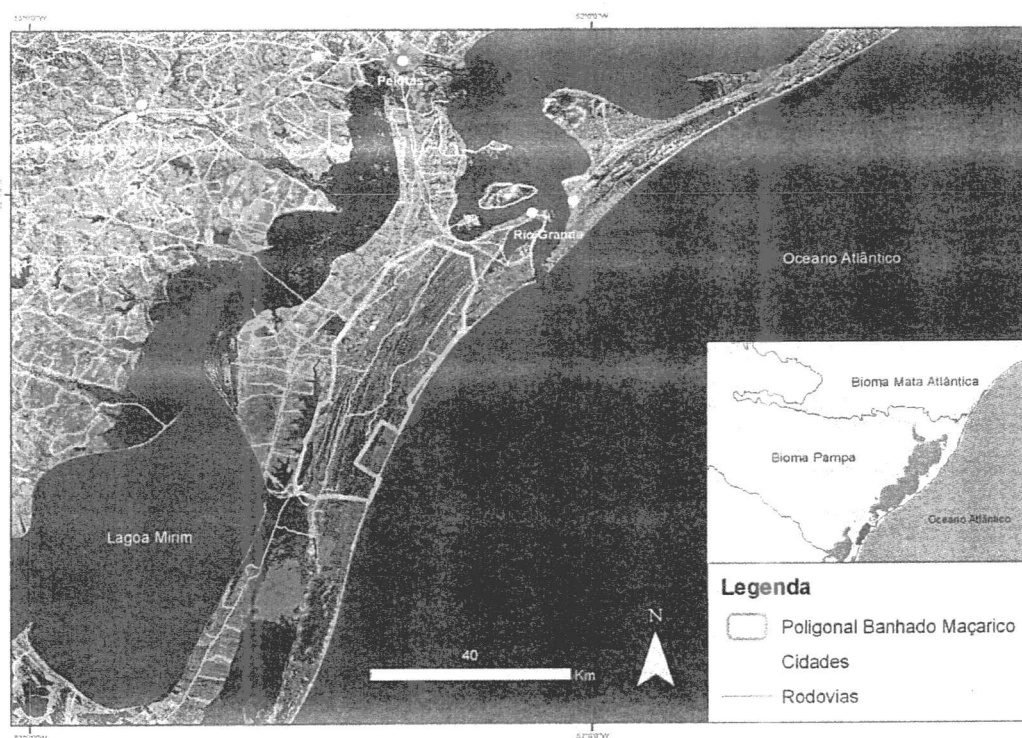 Pelotas
Rio Grande
Oceano Atlântico
Lagoa Mirim
40
Km
N
Bioma Mata Atlântica
Bioma Pampa
Oceano Atlântico
Legenda
Poligonal Banhado Maçarico
Cidades
Rodovias